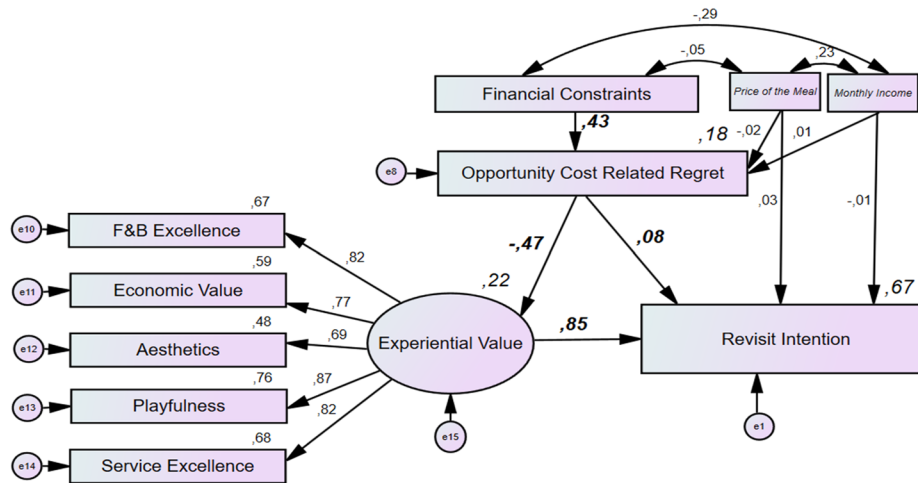 -,29
-,05
,23
Financial Constraints
Price of the Meal
Monthly Income
,43
,18
-,02
,01
e8
Opportunity Cost Related Regret
,67
e10
F&B Excellence
,82
-,47
,08
,03
-,01
,59
e11
Economic Value
,77
,22
,67
e12
,48
Aesthetics
,69
Experiential Value
,85
Revisit Intention
,76
e13
Playfulness
,87
,82
e15
e1
,68
e14
Service Excellence